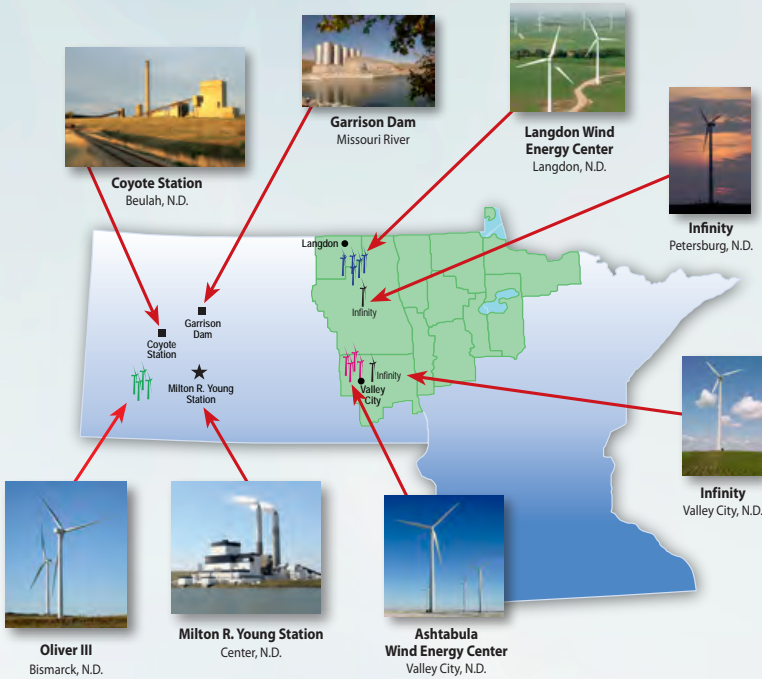 Garrison Dam
Missouri River
Langdon Wind
Energy Center
Langdon, N.D.
Coyote Station
Beulah, N.D.
Infinity
Petersburg, N.D.
Langdon
Infinity
Garrison
Dam
Coyote
Station
Milton R. Young
Station
Infinity
Valley
City
Infinity
Valley City, N.D.
Oliver III
Bismarck, N.D.
Milton R. Young Station
Center, N.D.
Ashtabula
Wind Energy Center
Valley City, N.D.